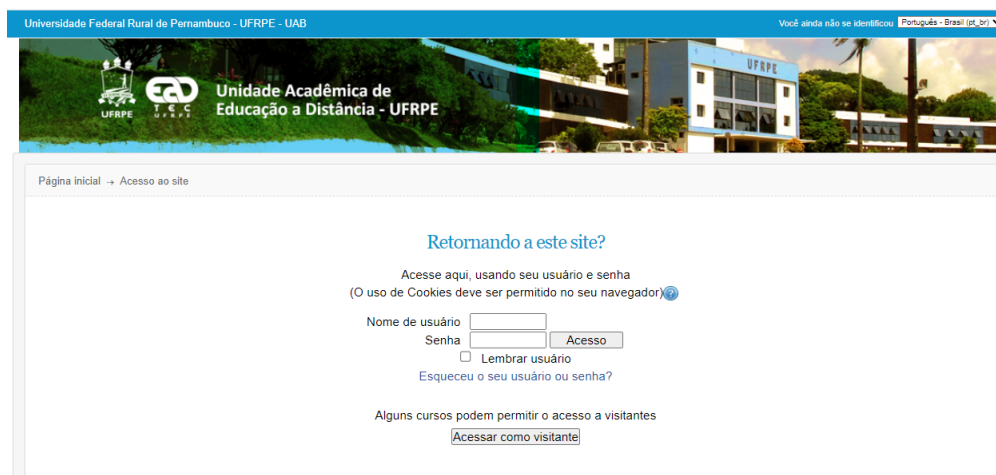 Universidade Federal Rural de Pernambuco - UFRPE - UAB
Você ainda não se identificou Português - Brasil (pt_br)
UFRPE
UFRPE
EAD
TEC
UFRPE
Unidade Acadêmica de
Educação a Distância - UFRPE
Página inicial → Acesso ao site
Retornando a este site?
Acesse aqui, usando seu usuário e senha
(O uso de Cookies deve ser permitido no seu navegador)?
Nome de usuário
Senha Acesso
Lembrar usuário
Esqueceu o seu usuário ou senha?
Alguns cursos podem permitir o acesso a visitantes
Acessar como visitante